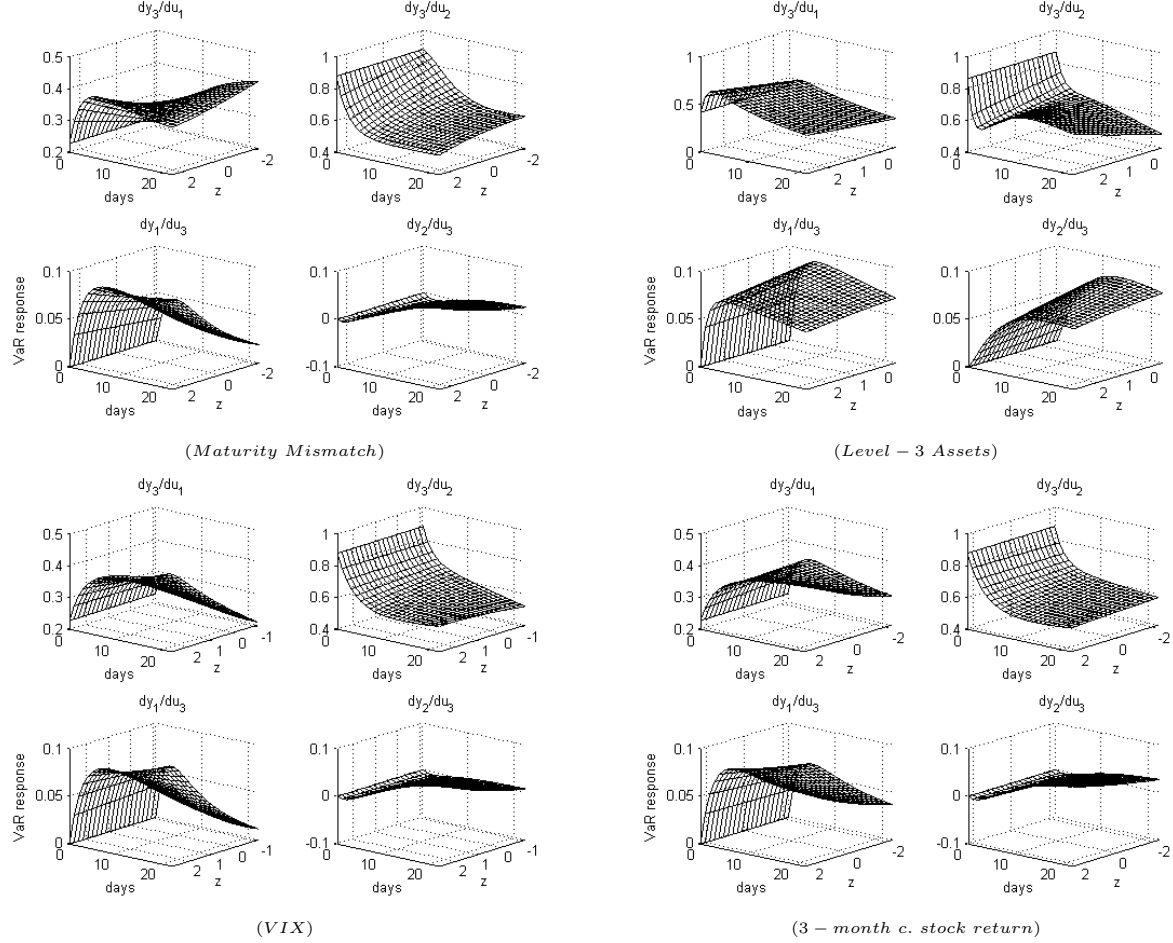 dy3/du1
dy3/du2
dy3/du1
dy3/du2
0.5
0.4
0.3
0.2
0
10
20
days
2
0
-2
z
1
0.8
0.6
0.4
0
10
20
days
2
0
-2
z
1
0.5
0
0
10
20
days
2
1
0
z
1
0.8
0.6
0.4
0
10
20
days
2
1
0
z
dy1/du3
dy2/du3
dy1/du3
dy2/du3
VaR response
0.1
0.05
0
0
10
20
days
2
0
-2
z
0.1
0
-0.1
0
10
20
days
2
0
-2
z
VaR response
0.1
0.05
0
0
10
20
days
2
1
0
z
0.1
0.05
0
0
10
20
days
2
1
0
z
(Maturity Mismatch)
(Level – 3 Assets)
dy3/du1
dy3/du2
dy3/du1
dy3/du2
0.5
0.4
0.3
0.2
0
10
20
days
2
1
0
-1
z
1
0.8
0.6
0.4
0
10
20
days
2
1
0
-1
z
0.5
0.4
0.3
0.2
0
10
20
days
2
0
-2
z
1
0.8
0.6
0.4
0
10
20
days
2
0
-2
z
dy1/du3
dy2/du3
dy1/du3
dy2/du3
VaR response
0.1
0.05
0
0
10
20
days
2
1
0
-1
z
0.1
0
-0.1
0
10
20
days
2
1
0
-1
z
VaR response
0.1
0.05
0
0
10
20
days
2
0
-2
z
0.1
0
-0.1
0
10
20
days
2
0
-2
z
(VIX)
(3 – month c. stock return)